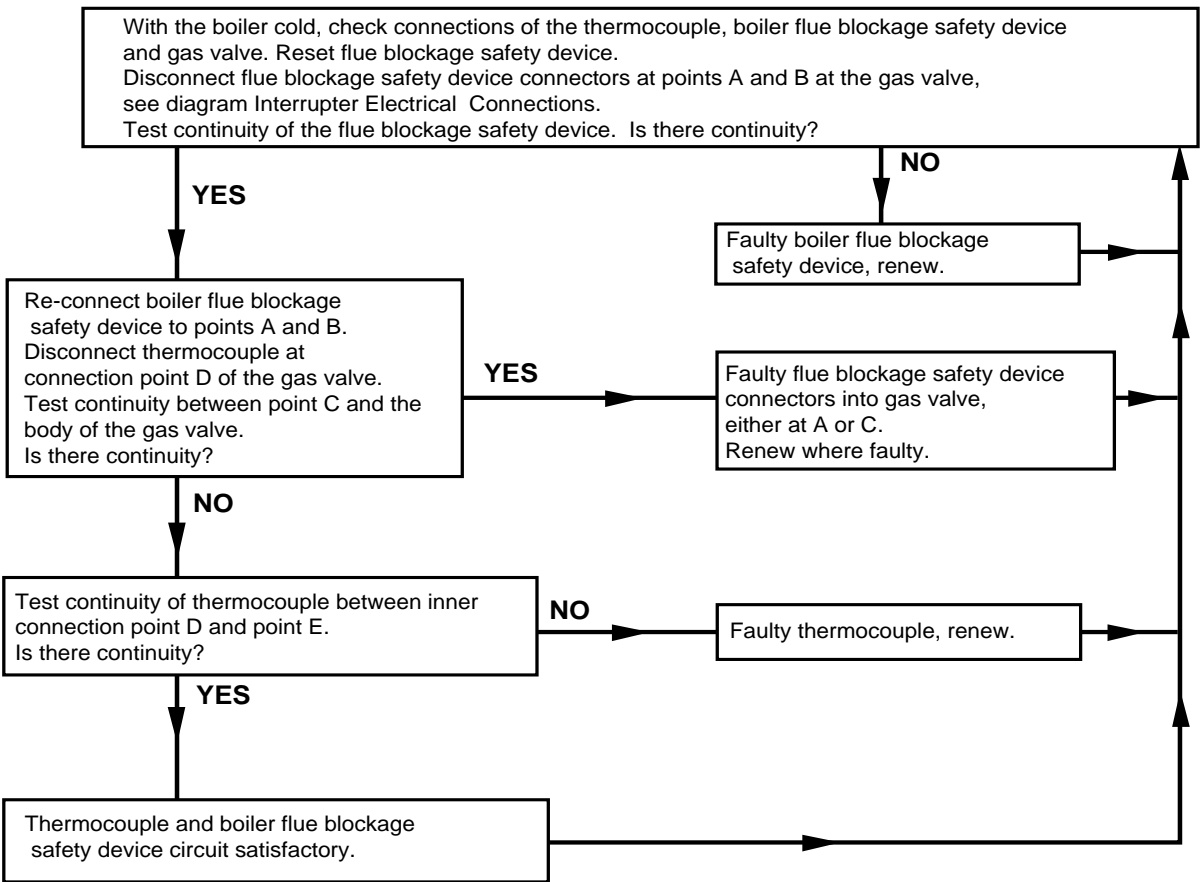 With the boiler cold, check connections of the thermocouple, boiler flue blockage safety device
and gas valve. Reset flue blockage safety device.
Disconnect flue blockage safety device connectors at points A and B at the gas valve,
see diagram Interrupter Electrical Connections.
Test continuity of the flue blockage safety device. Is there continuity?
NO
YES
Faulty boiler flue blockage
safety device, renew.
Re-connect boiler flue blockage
safety device to points A and B.
Disconnect thermocouple at
connection point D of the gas valve.
Test continuity between point C and the
body of the gas valve.
Is there continuity?
YES
Faulty flue blockage safety device
connectors into gas valve,
either at A or C.
Renew where faulty.
NO
Test continuity of thermocouple between inner
connection point D and point E.
Is there continuity?
NO
Faulty thermocouple, renew.
YES
Thermocouple and boiler flue blockage
safety device circuit satisfactory.